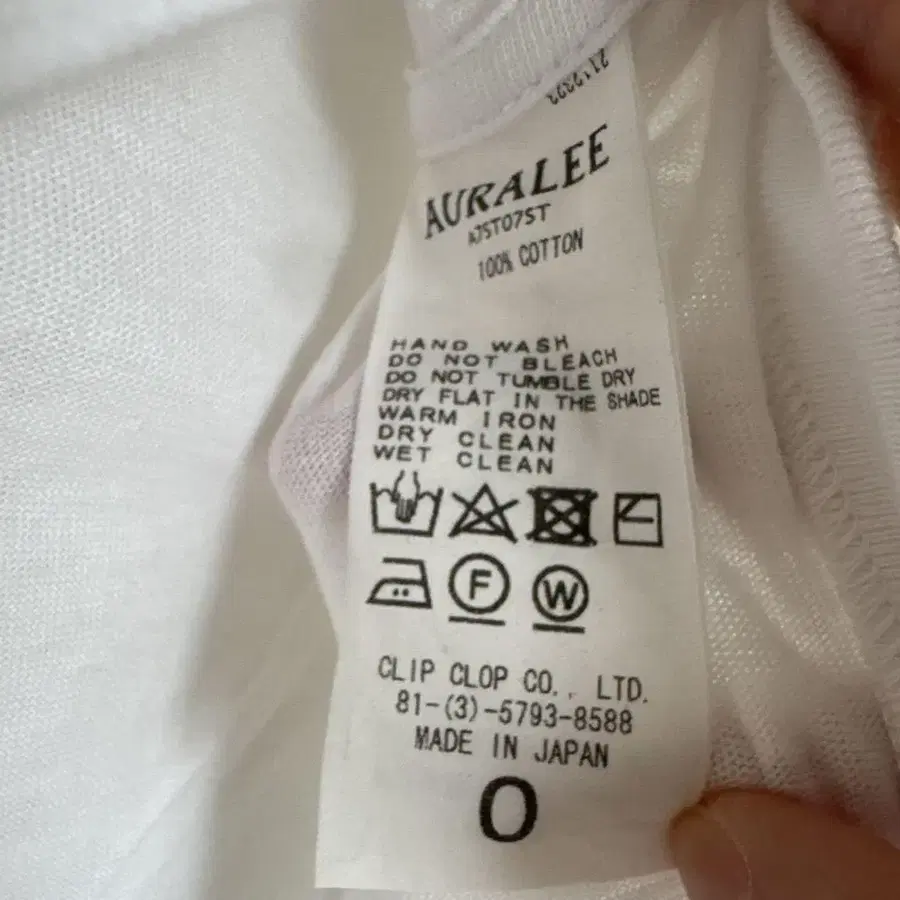 AURALEE
A7ST07ST
100% COTTON
HAND WASH
DO NOT BLEACH
DO NOT TUMBLE DRY
DRY FLAT IN THE SHADE
WARM IRON
DRY CLEAN
WET CLEAN
F W
CLIP CLOP CO., LTD.
81-(3)-5793-8588
MADE IN JAPAN
0